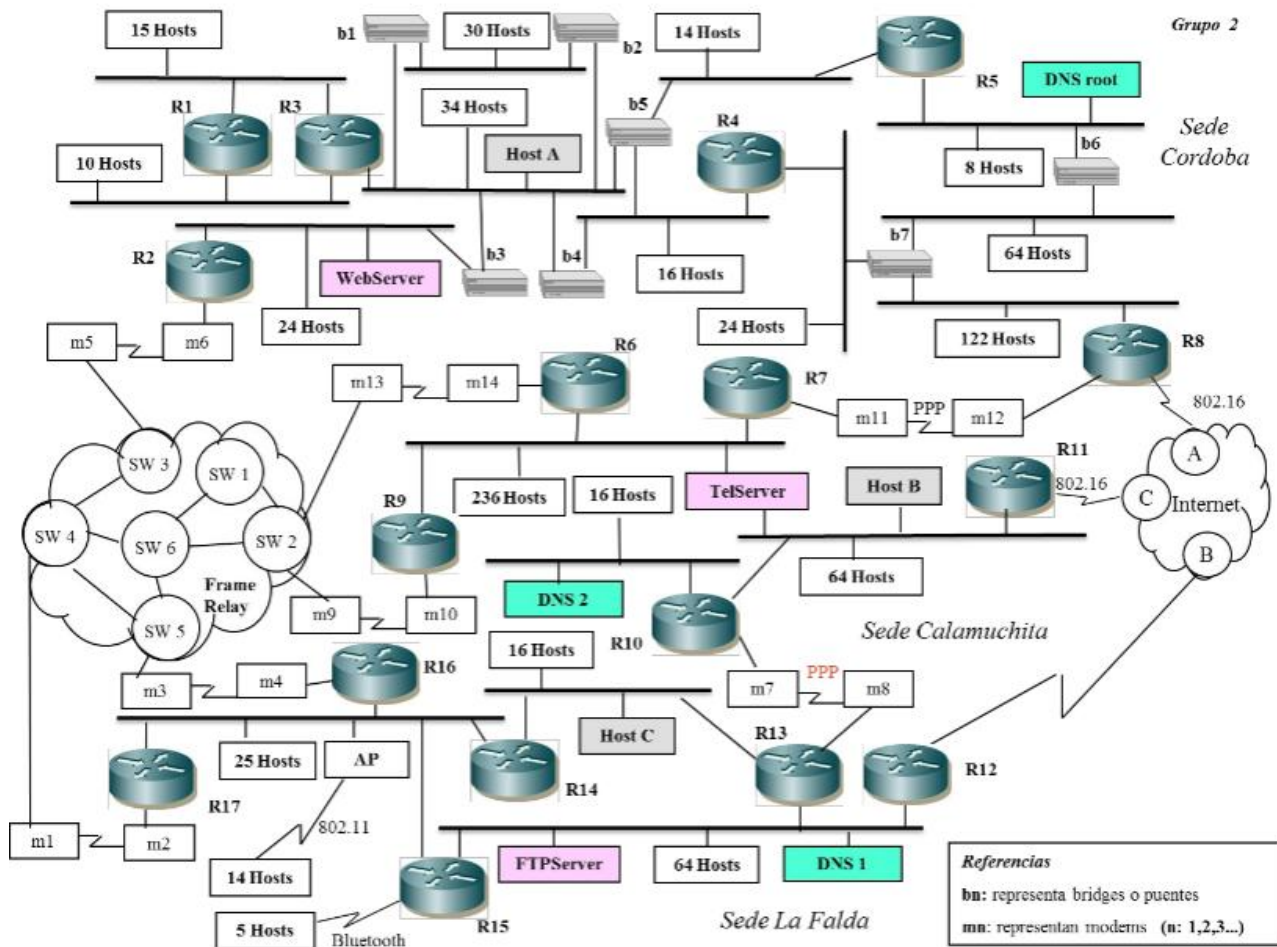 15 Hosts
b1
30 Hosts
b2
14 Hosts
Grupo 2
R5
DNS root
R1
R3
34 Hosts
b5
R4
Sede
Cordoba
10 Hosts
Host A
8 Hosts
b6
R2
WebServer
b3
b4
16 Hosts
b7
64 Hosts
24 Hosts
24 Hosts
122 Hosts
R8
m5
m6
R6
m13
m14
R7
m11
PPP
m12
802.16
SW 3
SW 1
R11
A
802.16
C
Internet
B
R9
236 Hosts
16 Hosts
TelServer
Host B
SW 4
SW 6
SW 2
64 Hosts
Frame
Relay
m9
m10
DNS 2
SW 5
R10
Sede Calamuchita
m3
m4
R16
16 Hosts
m7
PPP
m8
Host C
R13
R12
25 Hosts
AP
R17
R14
m1
m2
802.11
14 Hosts
FTPServer
64 Hosts
DNS 1
5 Hosts
Bluetooth
R15
Sede La Falda
Referencias
bn: representa bridges o puentes
mn: representan modems (n: 1,2,3...)